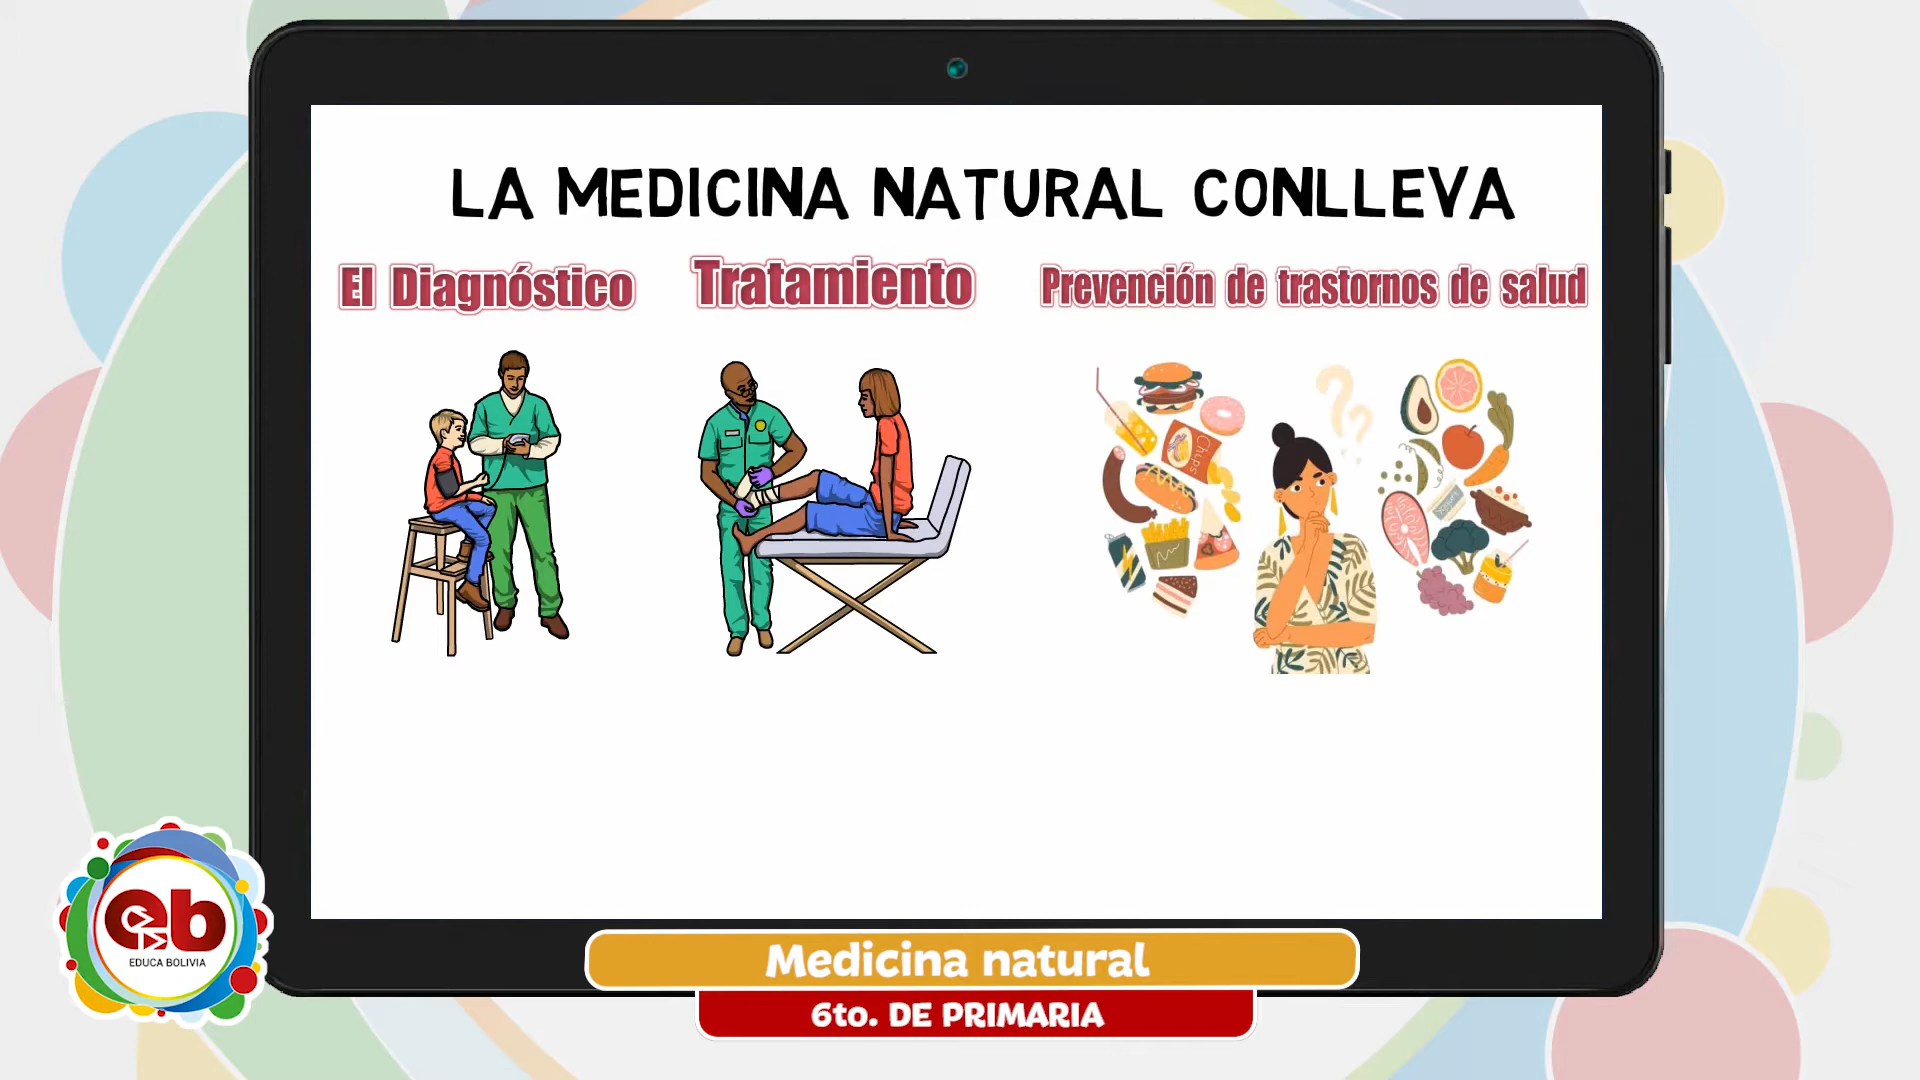 LA MEDICINA NATURAL CONLLEVA
El Diagnóstico
Tratamiento
Prevención de trastornos de salud
Chips
eb
EDUCA BOLIVIA
Medicina natural
6to. DE PRIMARIA